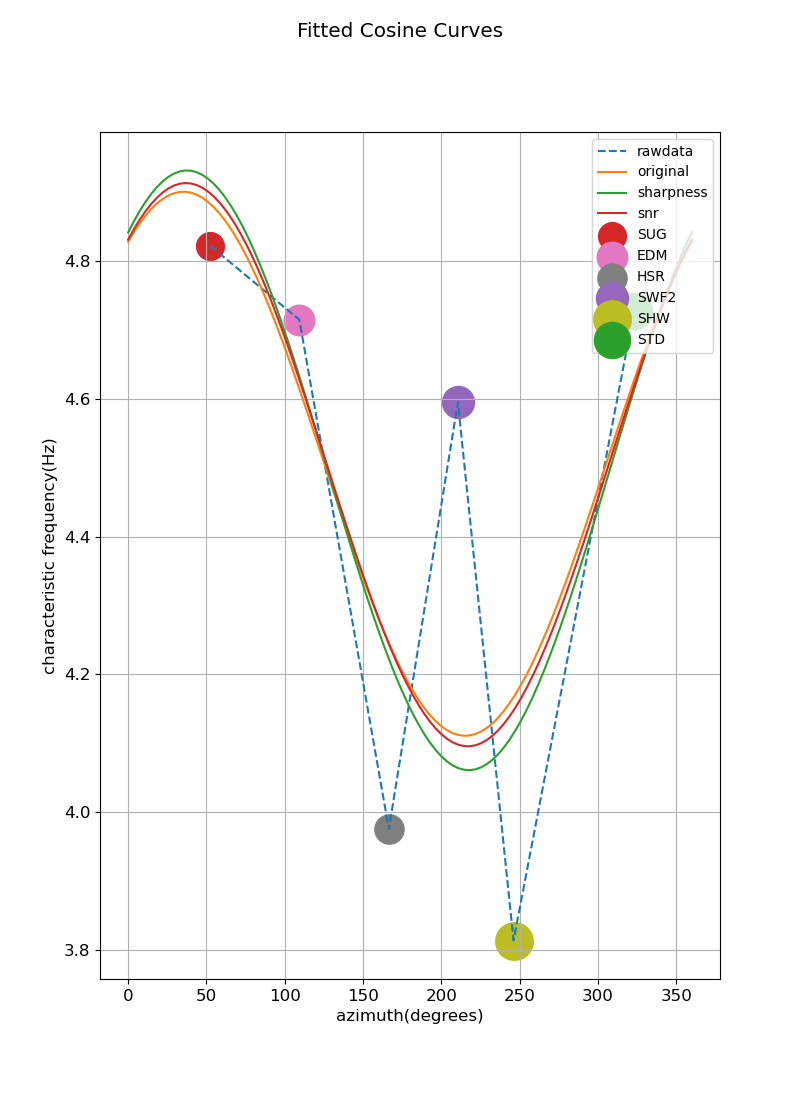 Fitted Cosine Curves
rawdata
original
sharpness
snr
SUG
EDM
HSR
SWF2
SHW
STD
characteristic frequency(Hz)
4.8
4.6
4.4
4.2
4.0
3.8
0 50 100 150 200 250 300 350
azimuth(degrees)